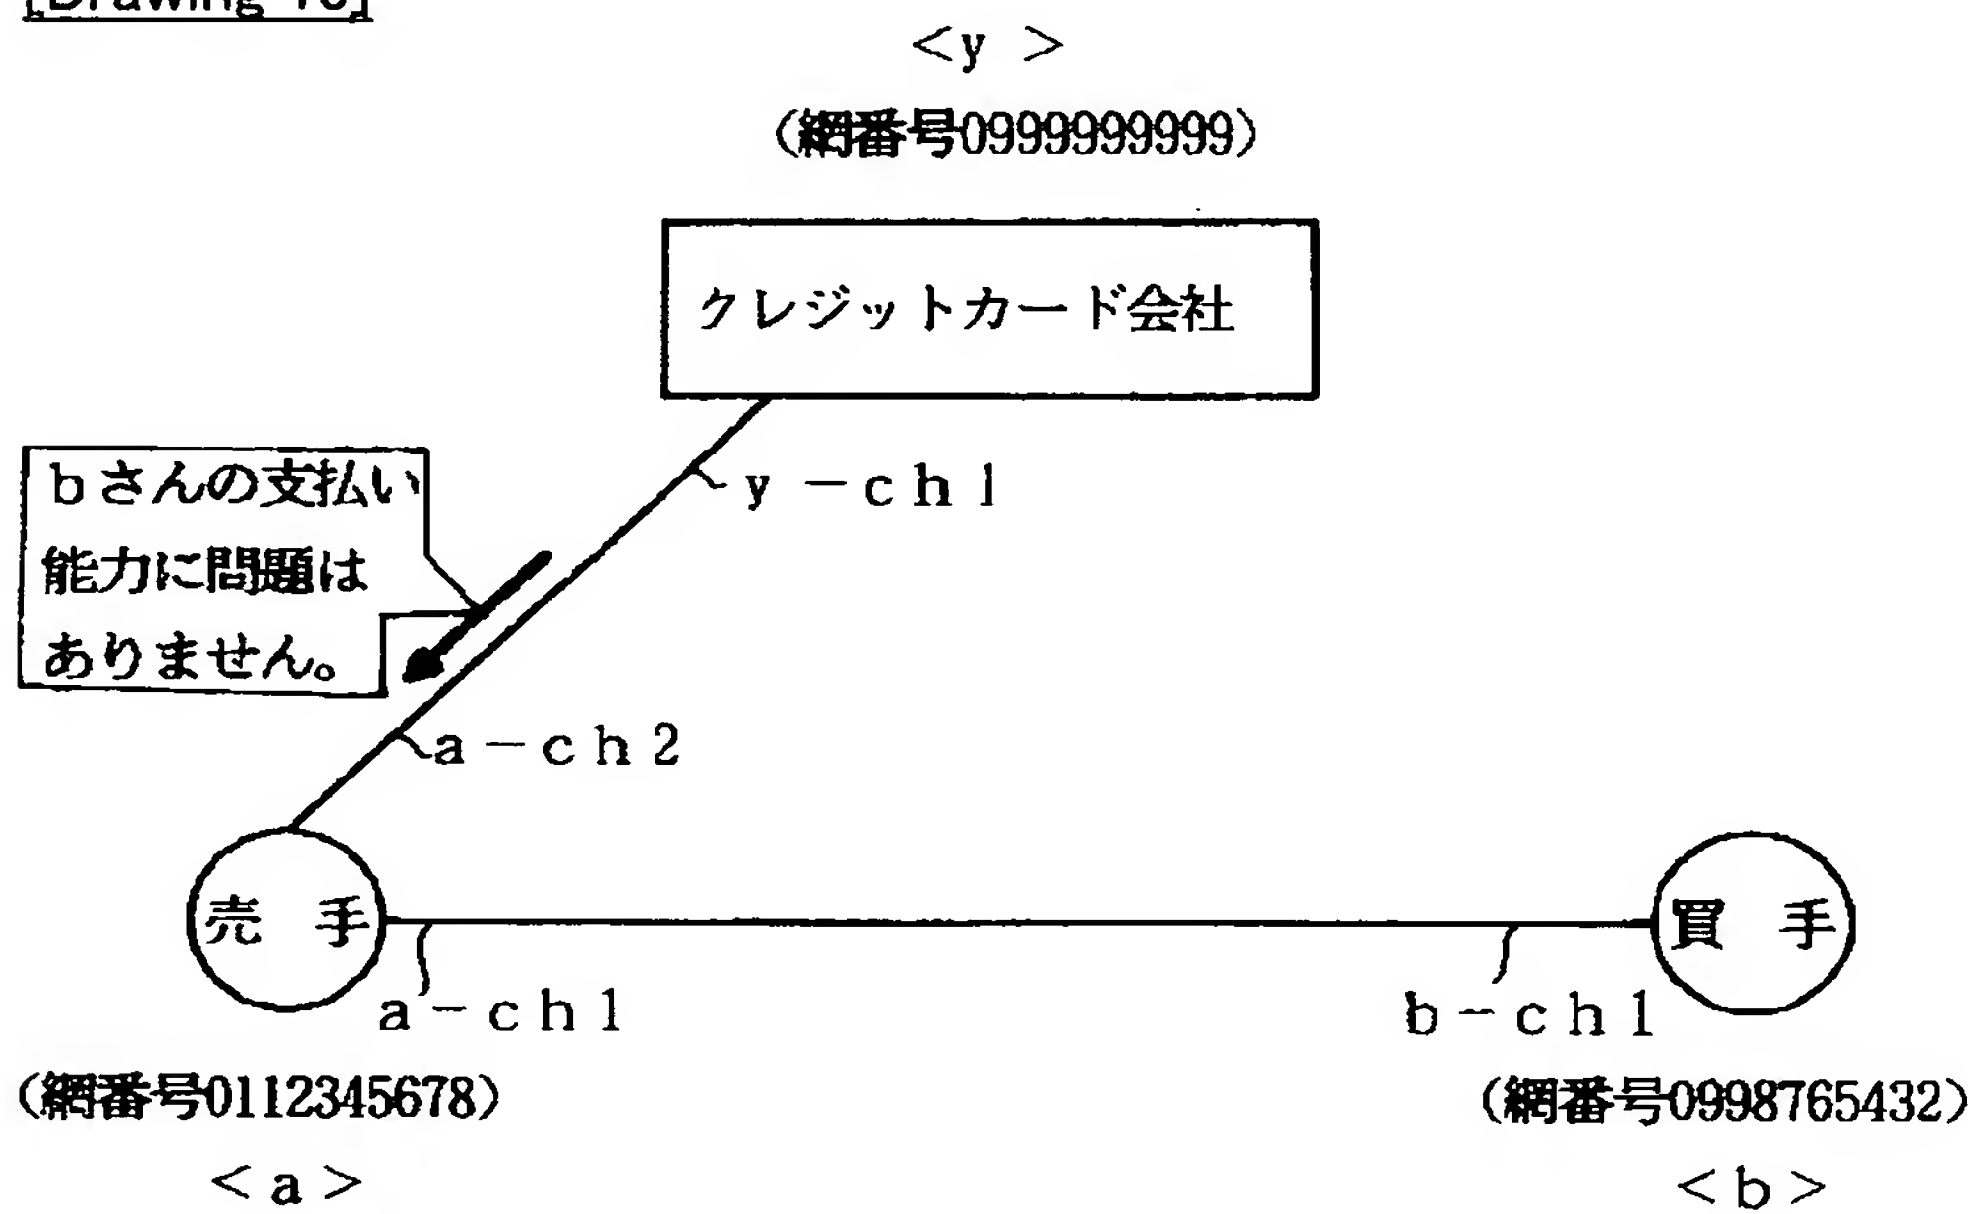 <y >
(網番号0999999999)
クレジットカード会社
bさんの支払い
能力に問題は
ありません。
y－ch1
a－ch2
売 手
買 手
a－ch1
b－ch1
(網番号0112345678)
(網番号0998765432)
<a>
<b>